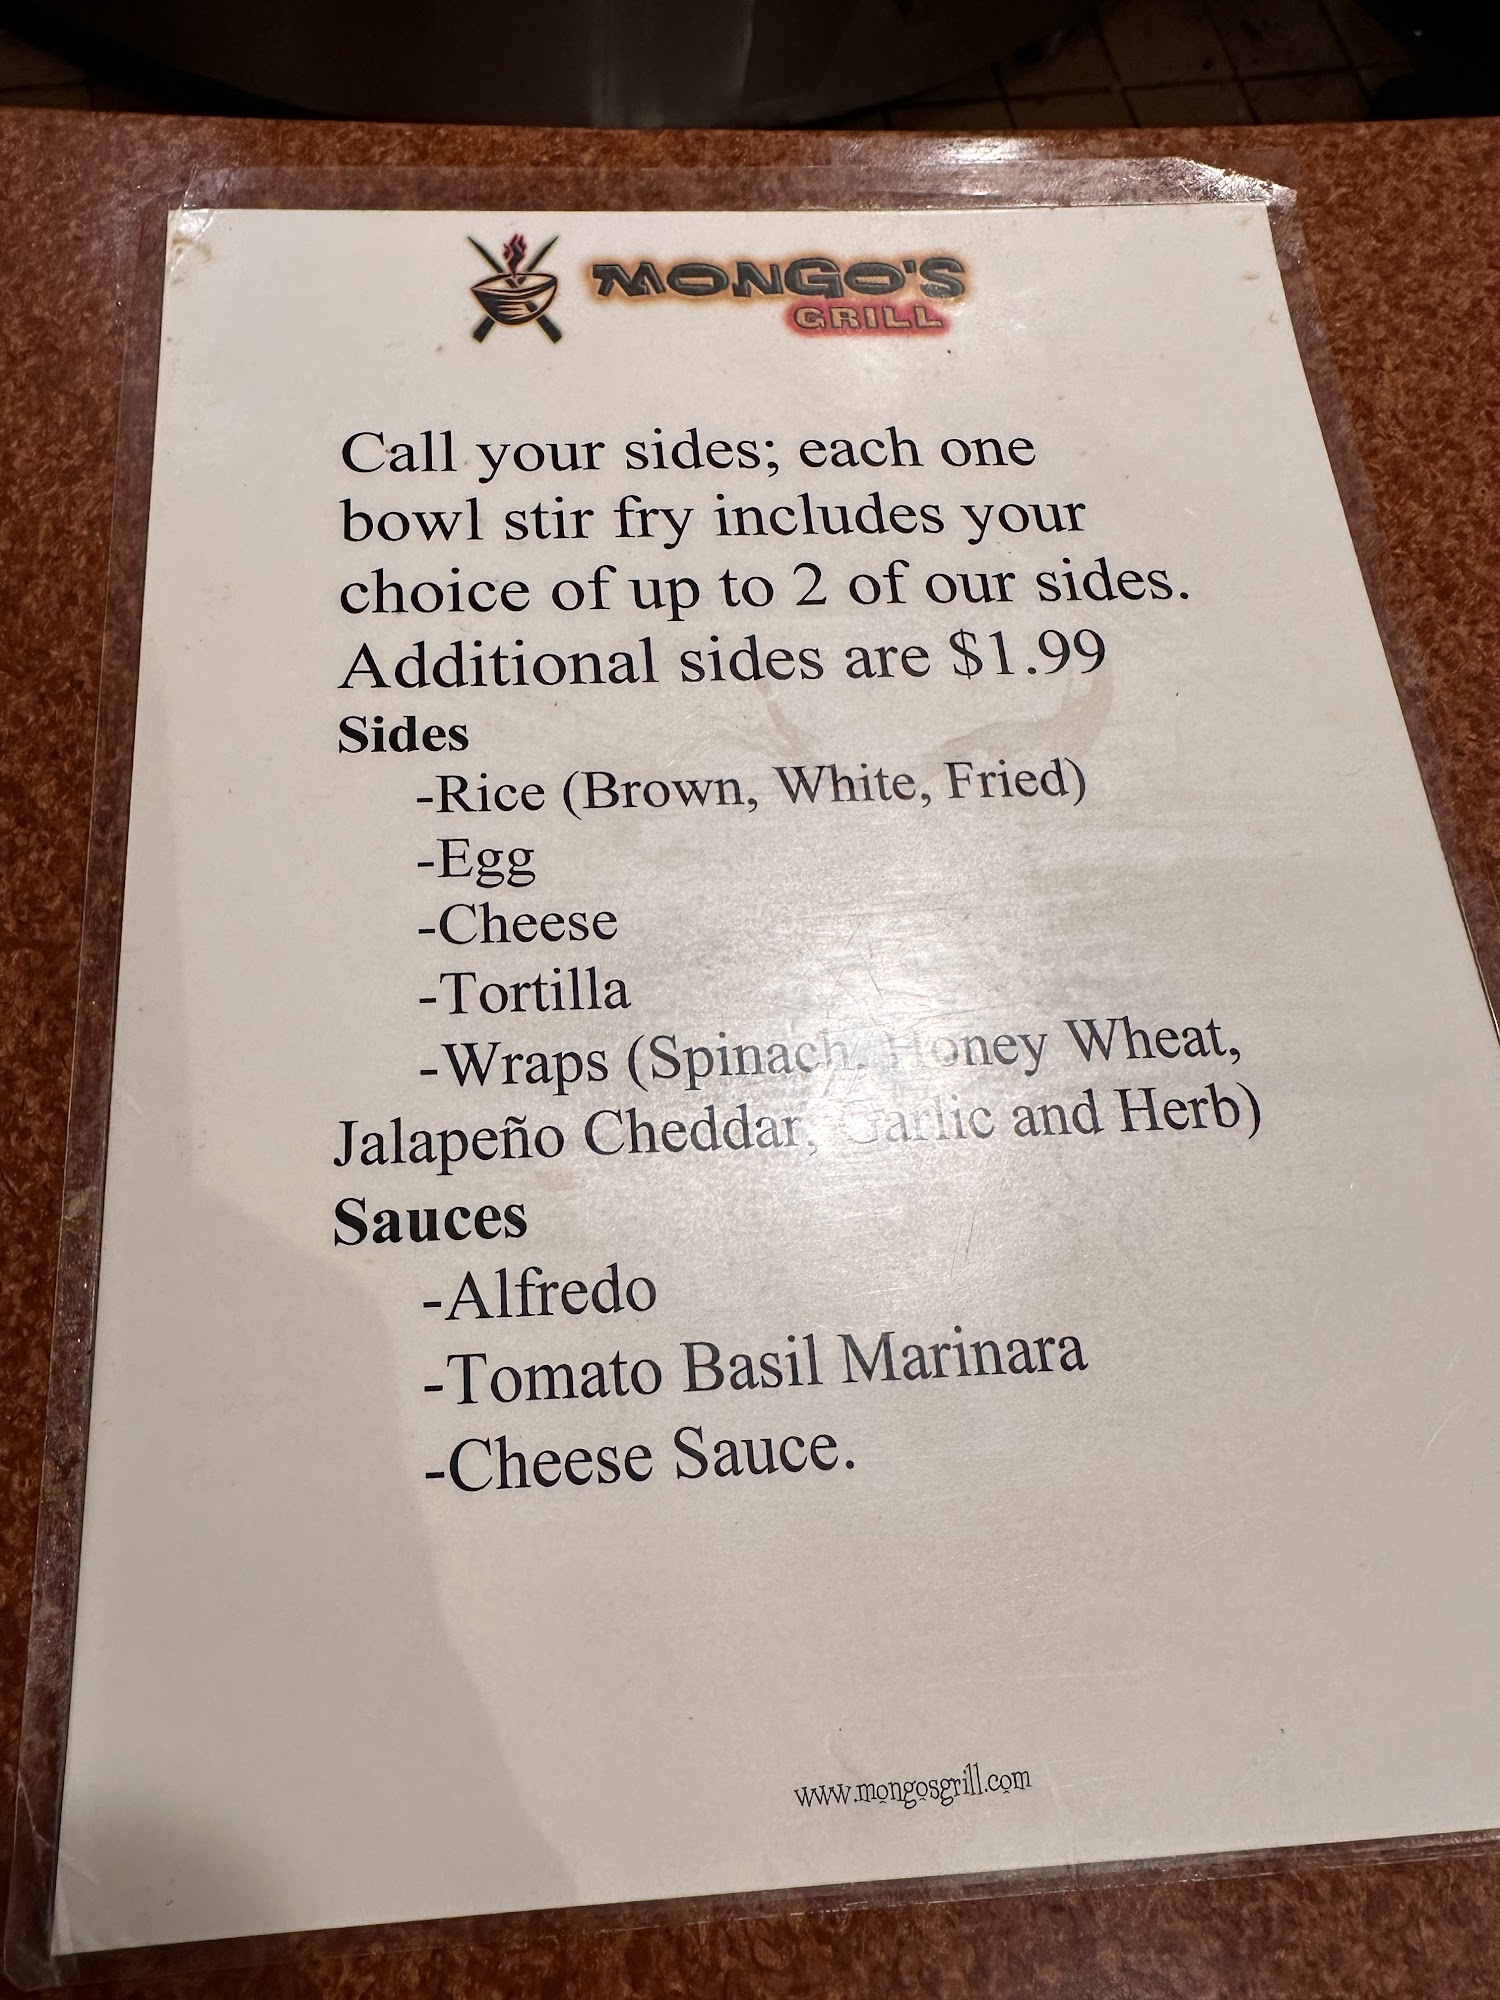 MONGO'S
GRILL
Call your sides; each one
bowl stir fry includes your
choice of up to 2 of our sides.
Additional sides are $1.99
Sides
-Rice (Brown, White, Fried)
-Egg
-Cheese
-Tortilla
-Wraps (Spinach, Honey Wheat,
Jalapeño Cheddar, Garlic and Herb)
Sauces
-Alfredo
-Tomato Basil Marinara
-Cheese Sauce.
www.mongosgrill.com